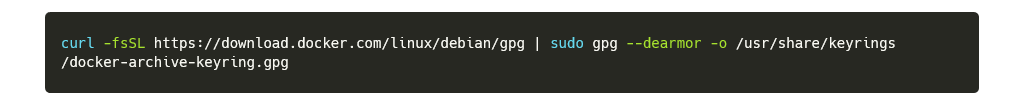 curl -fsSL https://download.docker.com/linux/debian/gpg | sudo gpg --dearmor -o /usr/share/keyrings
/docker-archive-keyring.gpg